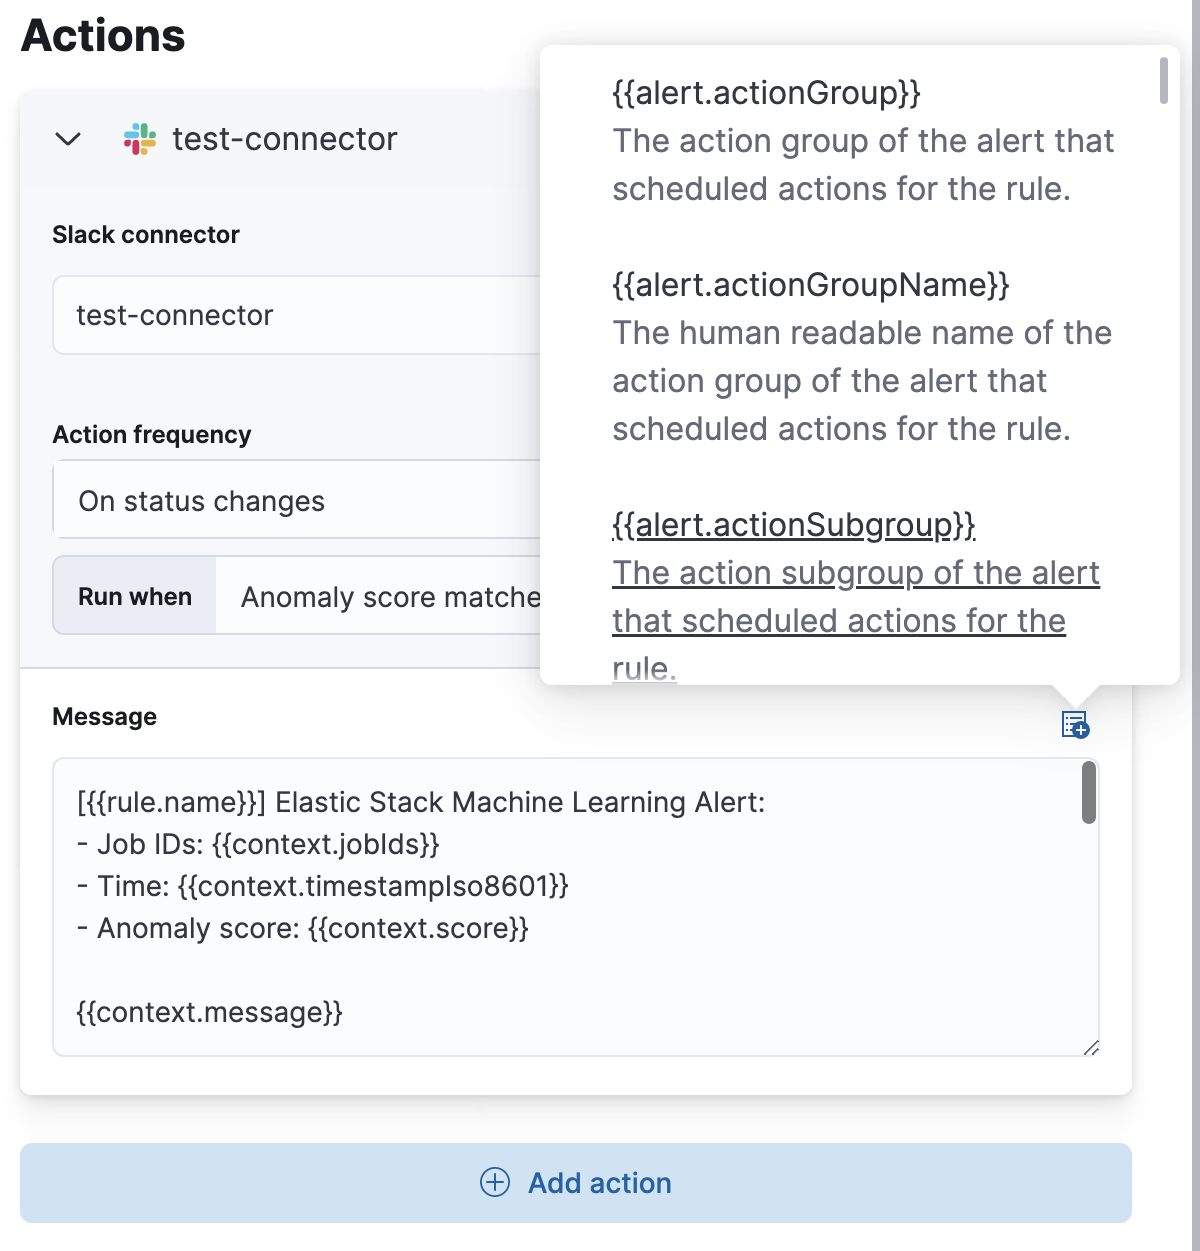 Actions
test-connector
Slack connector
test-connector
Action frequency
On status changes
Run when
Anomaly score matche
{{alert.actionGroup}}
The action group of the alert that
scheduled actions for the rule.
{{alert.actionGroupName}}
The human readable name of the
action group of the alert that
scheduled actions for the rule.
{{alert.actionSubgroup}}
The action subgroup of the alert
that scheduled actions for the
rule.
Message
[{{rule.name}}] Elastic Stack Machine Learning Alert:
- Job IDs: {{context.jobIds}}
- Time: {{context.timestampIso8601}}
- Anomaly score: {{context.score}}
{{context.message}}
Add action